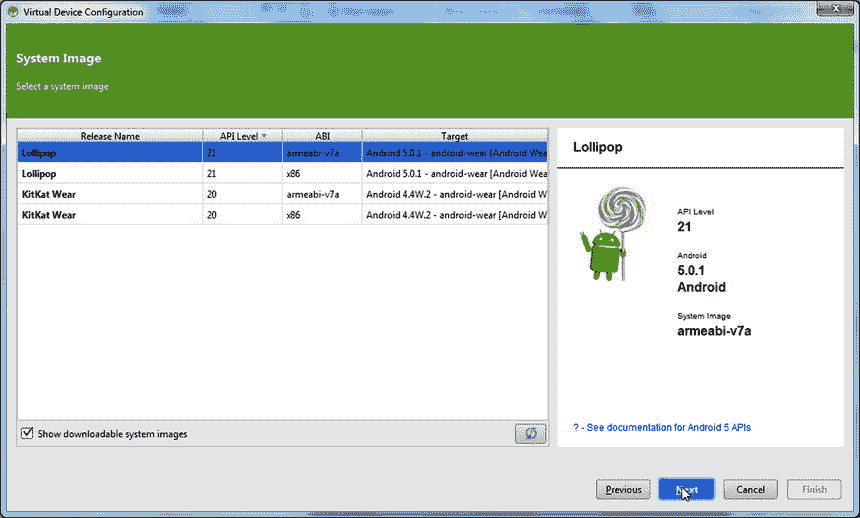 Virtual Device Configuration
System Image
Select a system image
Release Name API Level ABI Target
Lollipop 21 armeabi-v7a Android 5.0.1 - android-wear [Android Wea
Lollipop 21 x86 Android 5.0.1 - android-wear [Android Wea
KitKat Wear 20 armeabi-v7a Android 4.4W.2 - android-wear [Android W
KitKat Wear 20 x86 Android 4.4W.2 - android-wear [Android W
Show downloadable system images
Lollipop
API Level
21
Android
5.0.1
Android
System Image
armeabi-v7a
? - See documentation for Android 5 APIs
Previous Next Cancel Finish